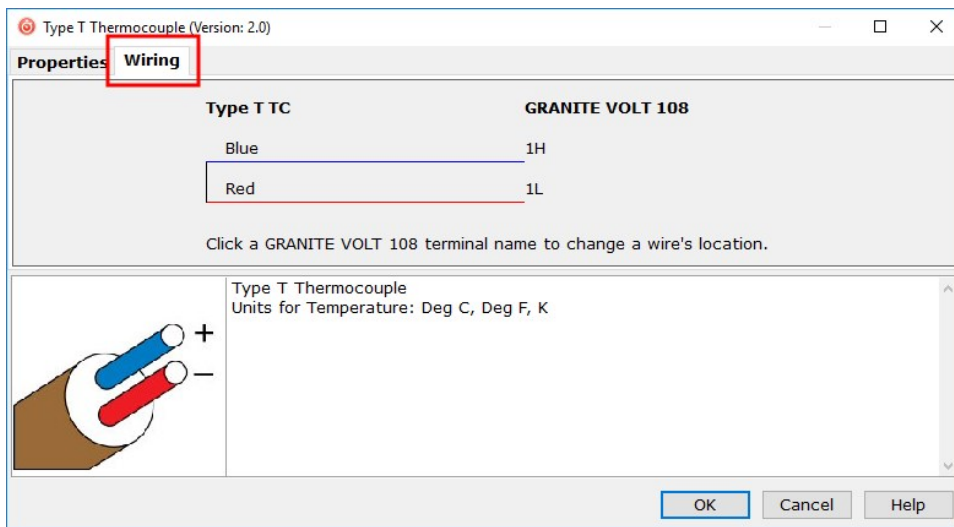 Type T Thermocouple (Version: 2.0)
Properties Wiring
Type T TC GRANITE VOLT 108
Blue 1H
Red 1L
Click a GRANITE VOLT 108 terminal name to change a wire's location.
Type T Thermocouple
Units for Temperature: Deg C, Deg F, K
+
−
OK Cancel Help